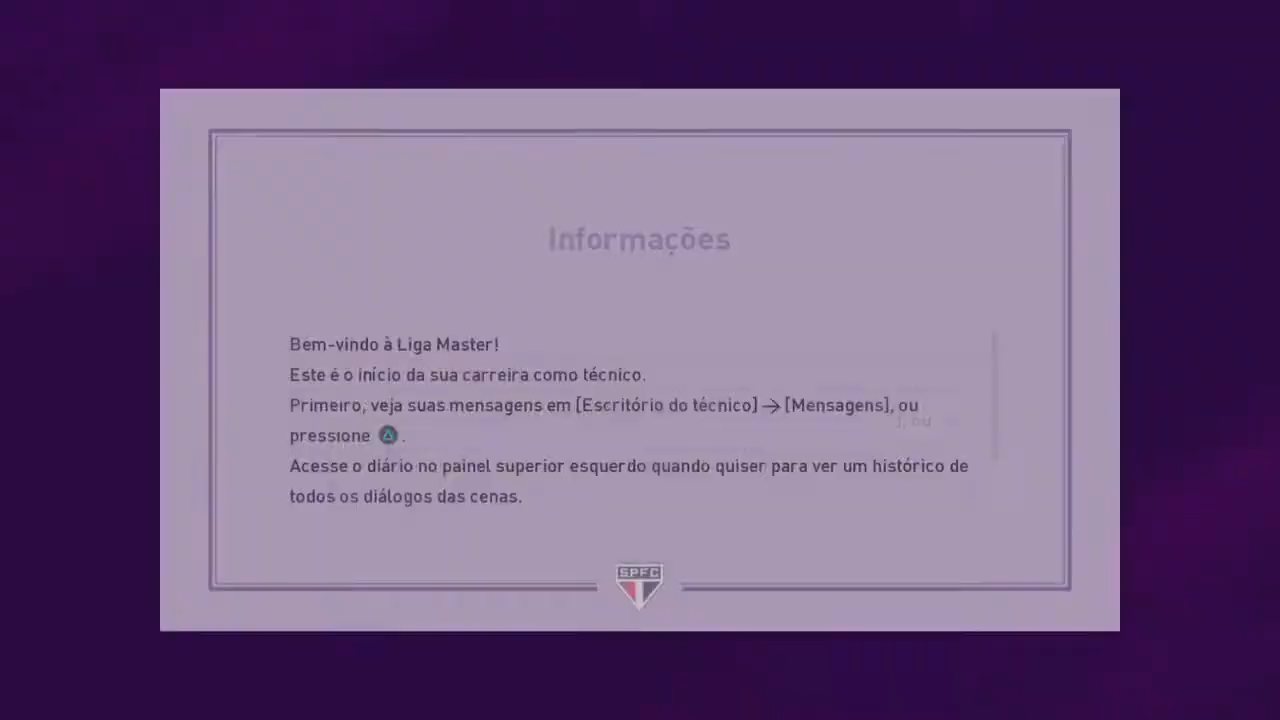 Informações
Bem-vindo à Liga Master!
Este é o início da sua carreira como técnico.
Primeiro, veja suas mensagens em [Escritório do técnico] → [Mensagens], ou
pressione △.
], ou
Acesse o diário no painel superior esquerdo quando quiser para ver um histórico de
todos os diálogos das cenas.
SPFC